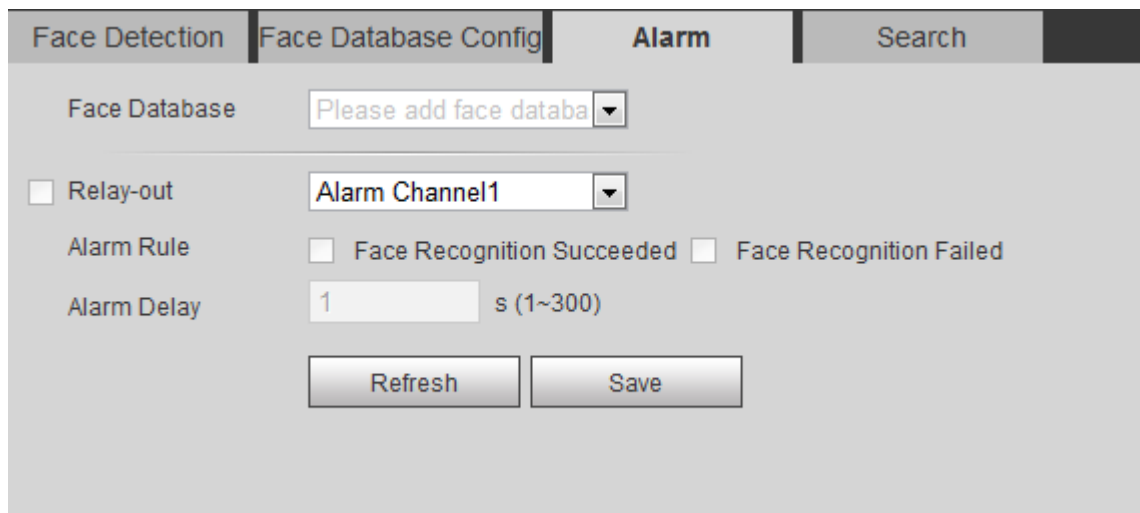 Face Detection Face Database Config Alarm Search
Face Database Please add face databa
Relay-out Alarm Channel1
Alarm Rule Face Recognition Succeeded Face Recognition Failed
Alarm Delay 1 s (1~300)
Refresh Save